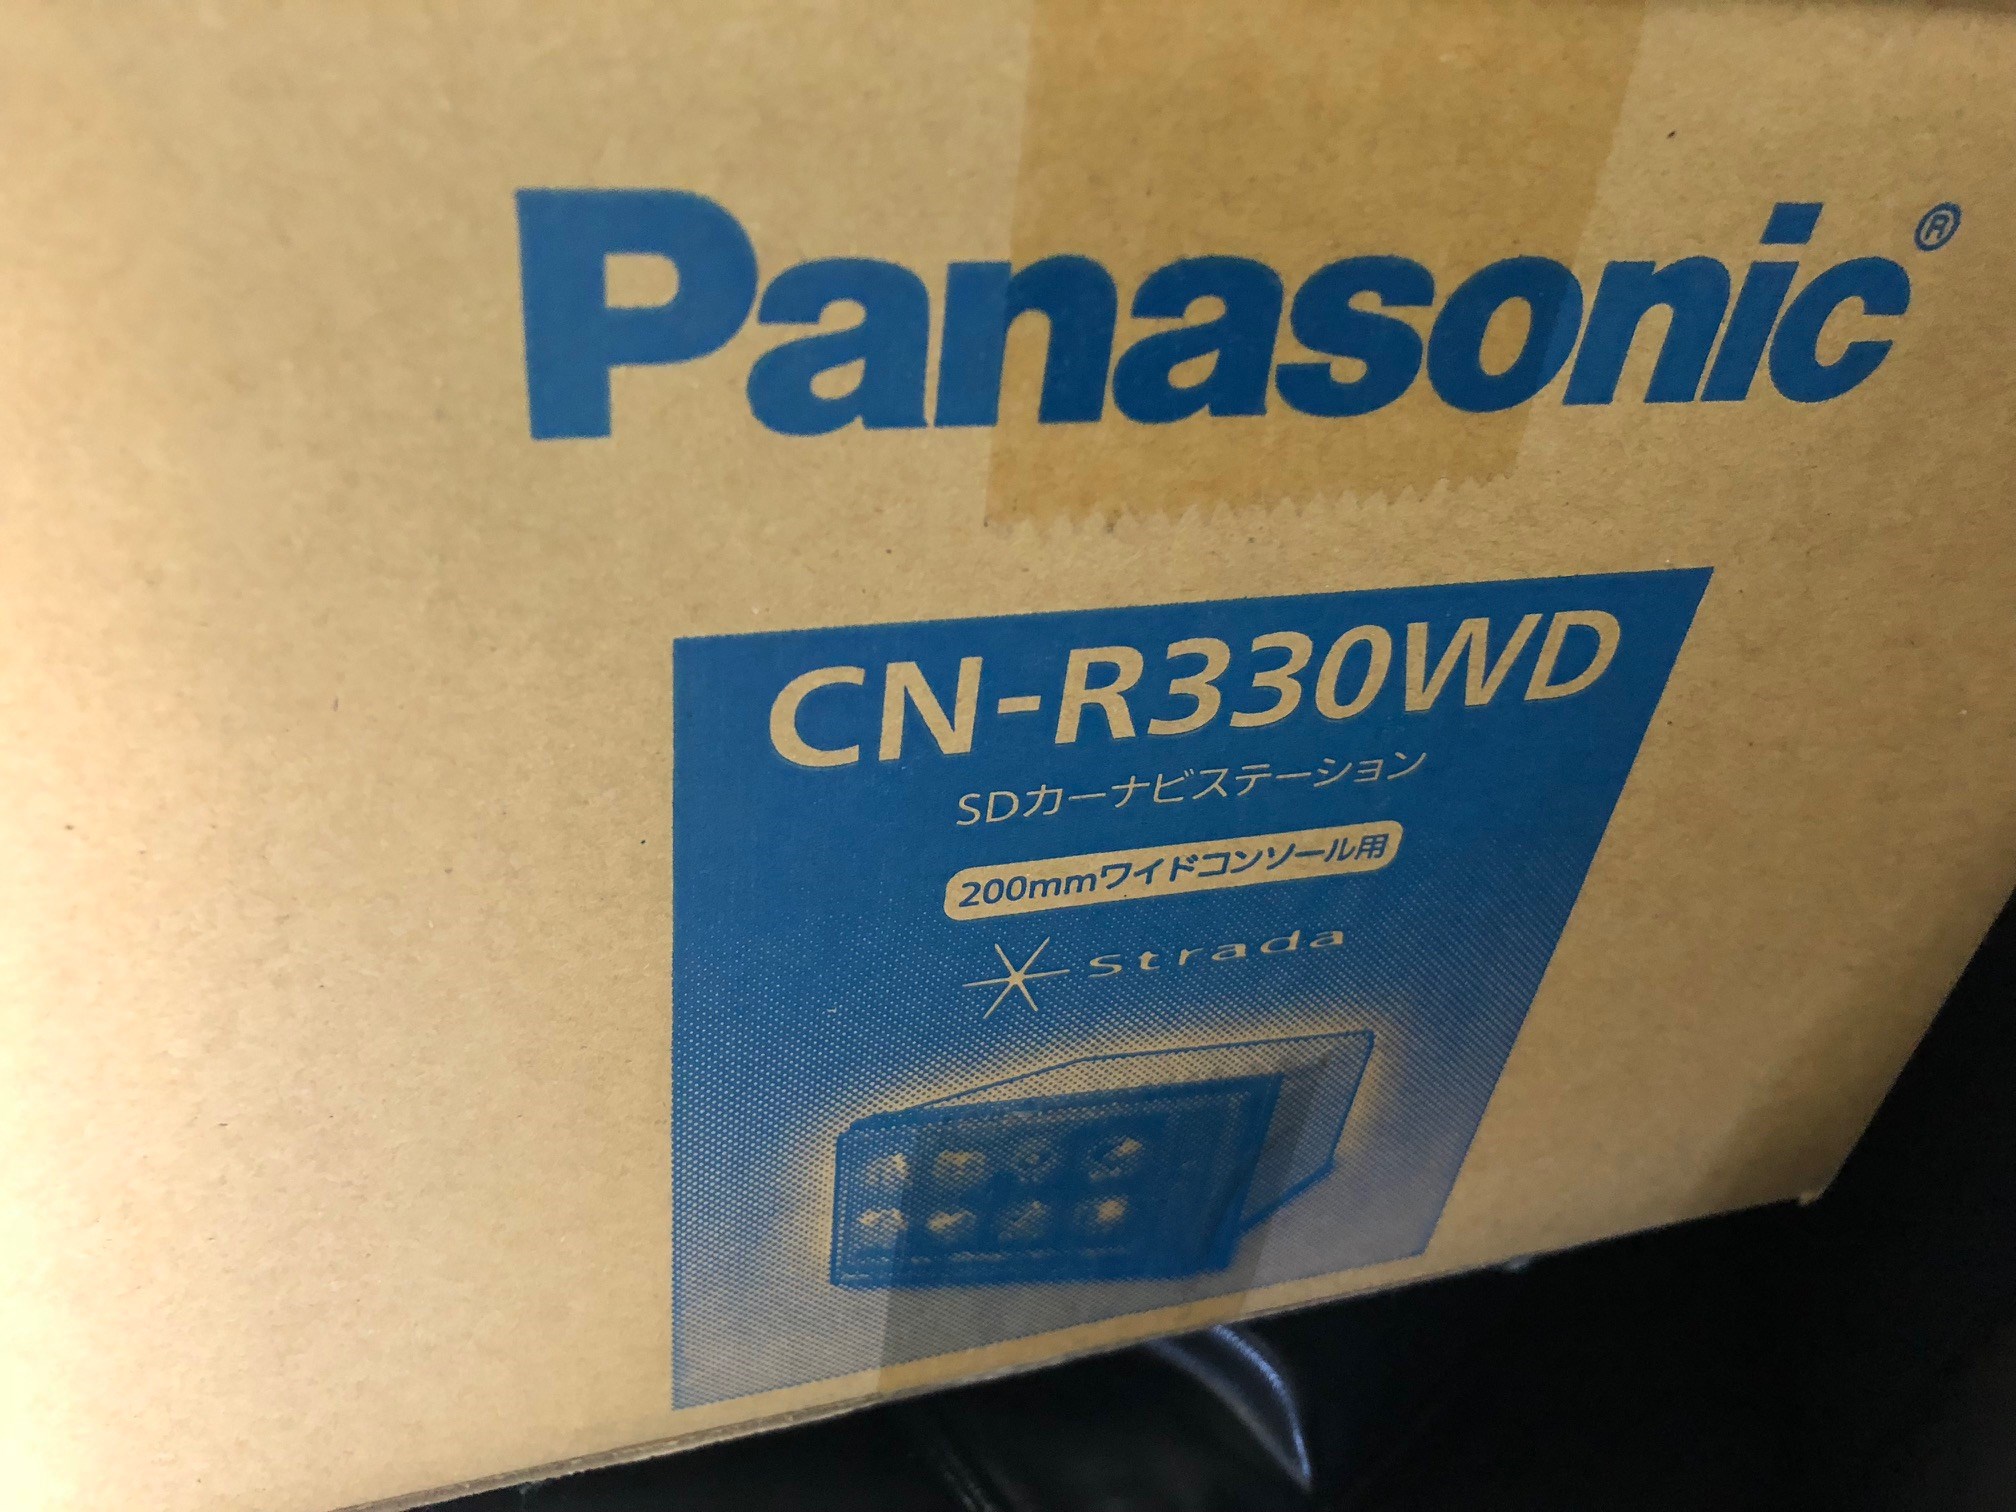 Panasonic®
CN-R330WD
SDカーナビステーション
200mmワイドコンソール用
Strada